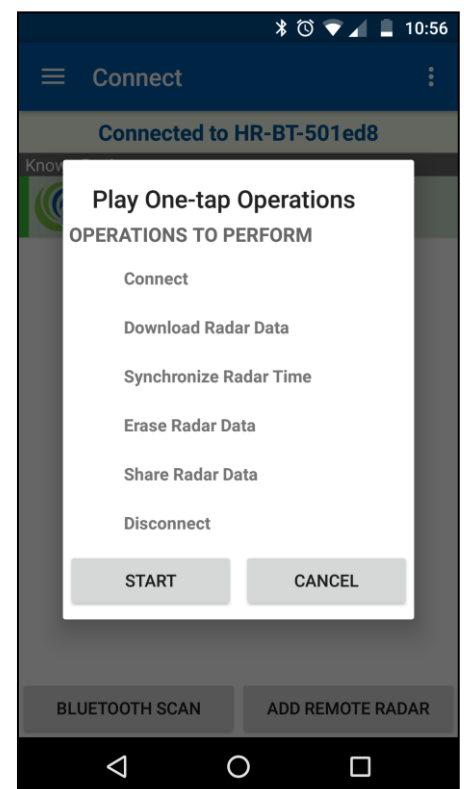 10:56
Connect
Connected to HR-BT-501ed8
Play One-tap Operations
OPERATIONS TO PERFORM
Connect
Download Radar Data
Synchronize Radar Time
Erase Radar Data
Share Radar Data
Disconnect
START CANCEL
BLUETOOTH SCAN ADD REMOTE RADAR